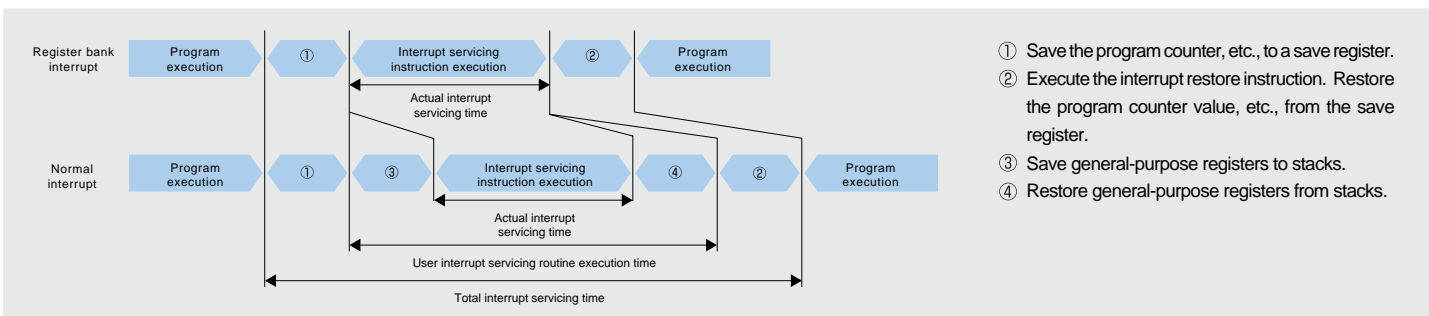 Register bank
interrupt
Program
execution
①
Interrupt servicing
instruction execution
②
Program
execution
Actual interrupt
servicing time
Normal
interrupt
Program
execution
①
③
Interrupt servicing
instruction execution
④
②
Program
execution
Actual interrupt
servicing time
User interrupt servicing routine execution time
Total interrupt servicing time
① Save the program counter, etc., to a save register.
② Execute the interrupt restore instruction. Restore
the program counter value, etc., from the save
register.
③ Save general-purpose registers to stacks.
④ Restore general-purpose registers from stacks.